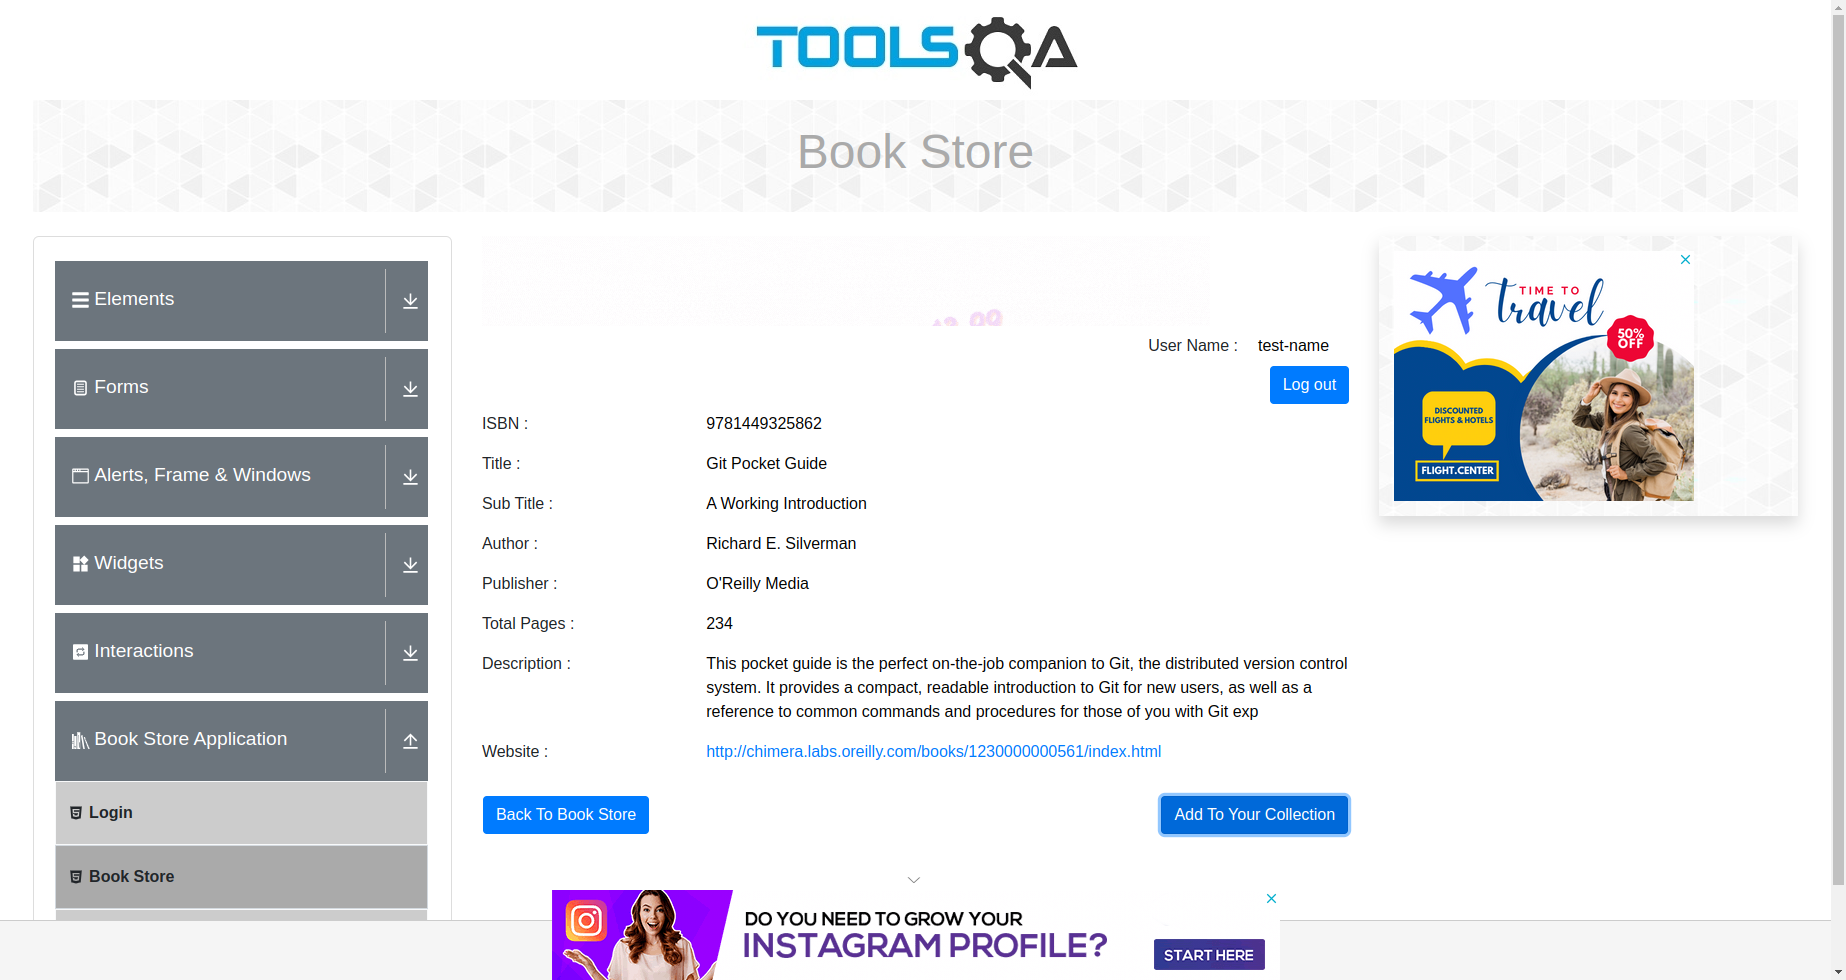 TOOLSQA
Book Store
Elements
Forms
Alerts, Frame & Windows
Widgets
Interactions
Book Store Application
Login
Book Store
User Name : test-name
Log out
ISBN : 9781449325862
Title : Git Pocket Guide
Sub Title : A Working Introduction
Author : Richard E. Silverman
Publisher : O'Reilly Media
Total Pages : 234
Description : This pocket guide is the perfect on-the-job companion to Git, the distributed version control
system. It provides a compact, readable introduction to Git for new users, as well as a
reference to common commands and procedures for those of you with Git exp
Website : http://chimera.labs.oreilly.com/books/1230000000561/index.html
Back To Book Store
Add To Your Collection
TIME TO
travel
50%
OFF
DISCOUNTED
FLIGHTS & HOTELS
FLIGHT.CENTER
DO YOU NEED TO GROW YOUR
INSTAGRAM PROFILE?
START HERE